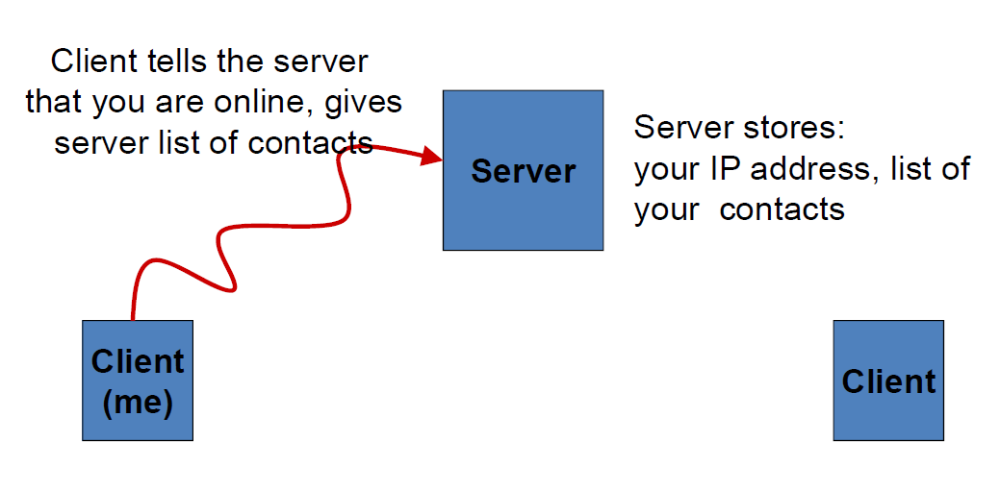 Client tells the server
that you are online, gives
server list of contacts
Server
Server stores:
your IP address, list of
your  contacts
Client
(me)
Client